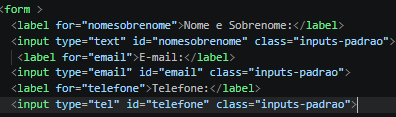 <form >
<label for="nomesobrenome">Nome e Sobrenome:</label>
<input type="text" id="nomesobrenome" class="inputs-padrao>
<label for="email">E-mail:</label>
<input type="email" id="email" class="inputs-padrao>
<label for="telefone">Telefone:</label>
<input type="tel" id="telefone" class="inputs-padrao">